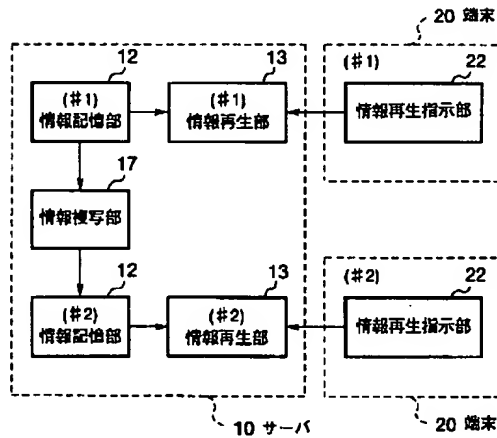 20 端末
12
13
(#1)
22
(#1)
情報記憶部
(#1)
情報再生部
情報再生指示部
17
情報複写部
12
13
(#2)
22
(#2)
情報記憶部
(#2)
情報再生部
情報再生指示部
10 サーバ
20 端末